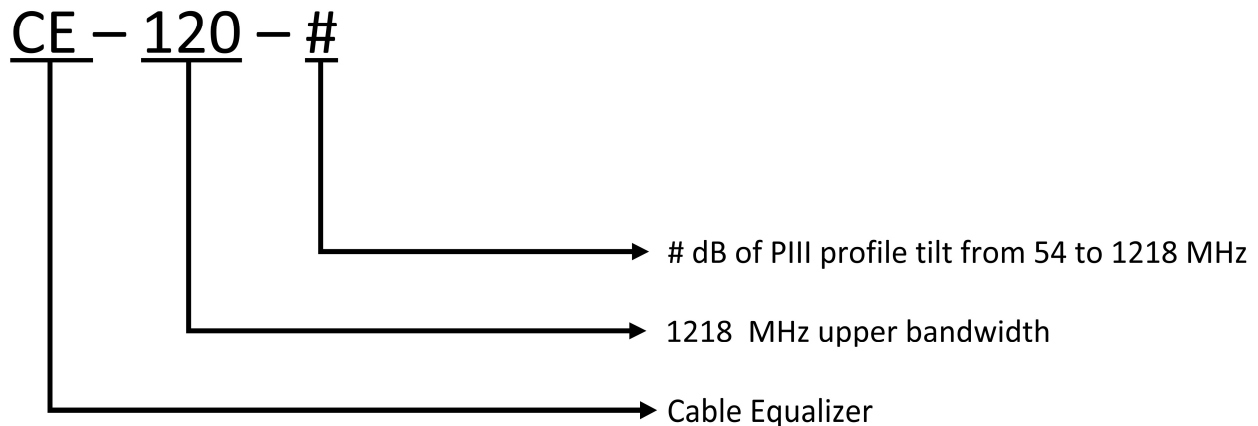 CE – 120 – #
# dB of PIII profile tilt from 54 to 1218 MHz
1218 MHz upper bandwidth
Cable Equalizer